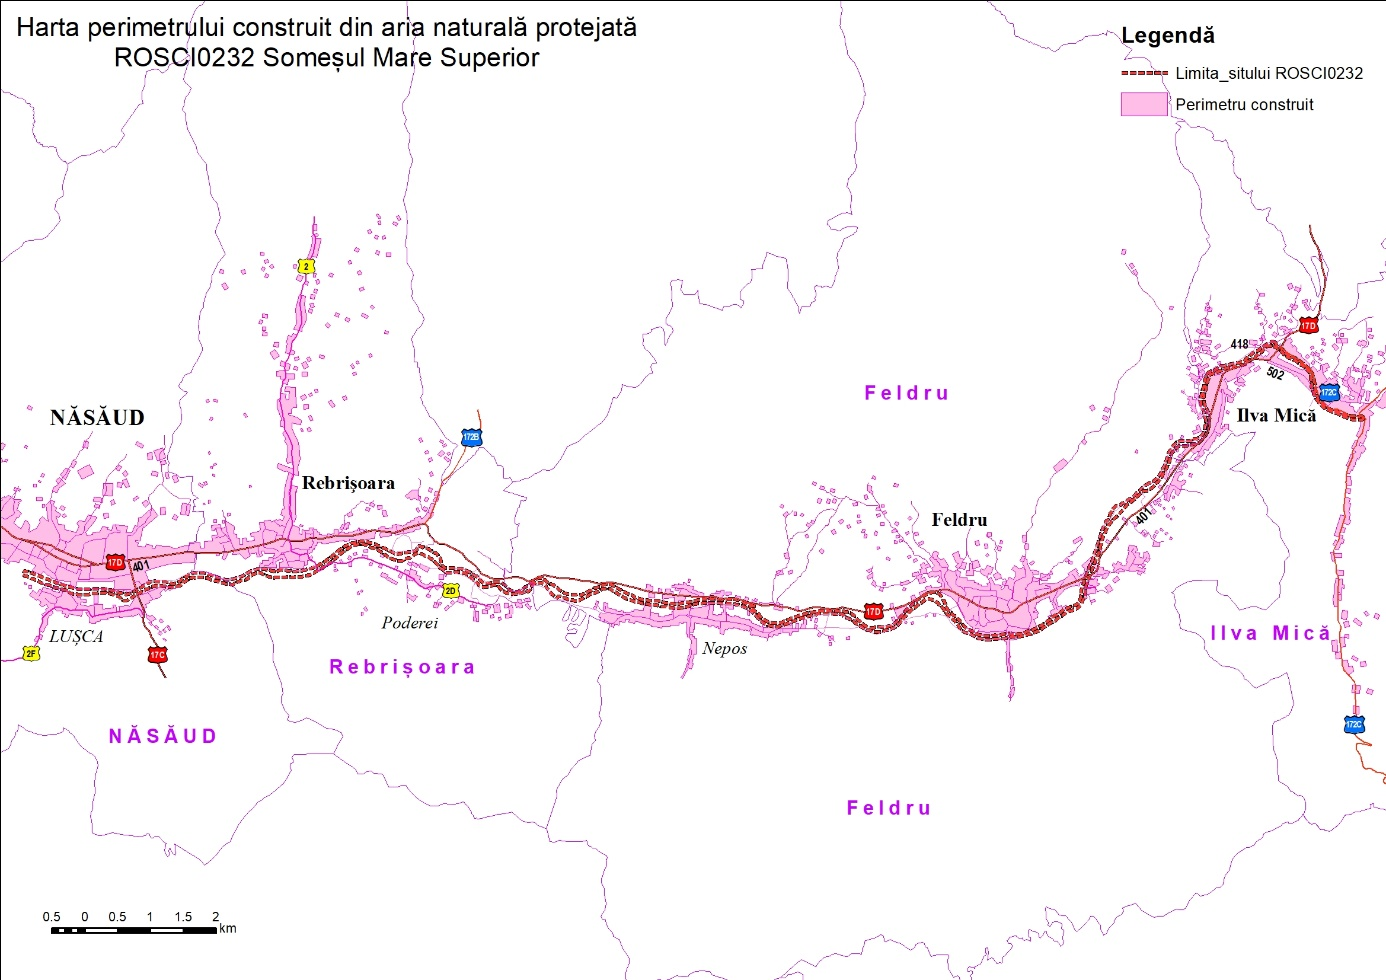 Harta perimetrului construit din aria naturală protejată
ROSCI0232 Someșul Mare Superior
Legendă
Limita_sitului ROSCI0232
Perimetru construit
2
17D
418
502
172C
Feldru
Ilva Mică
NĂSĂUD
172B
Rebrişoara
Feldru
401
17D
401
2D
17D
Poderei
LUȘCA
Nepos
Ilva Mică
2F
17C
Rebrișoara
172C
NĂSĂUD
Feldru
0.5 0 0.5 1 1.5 2
km